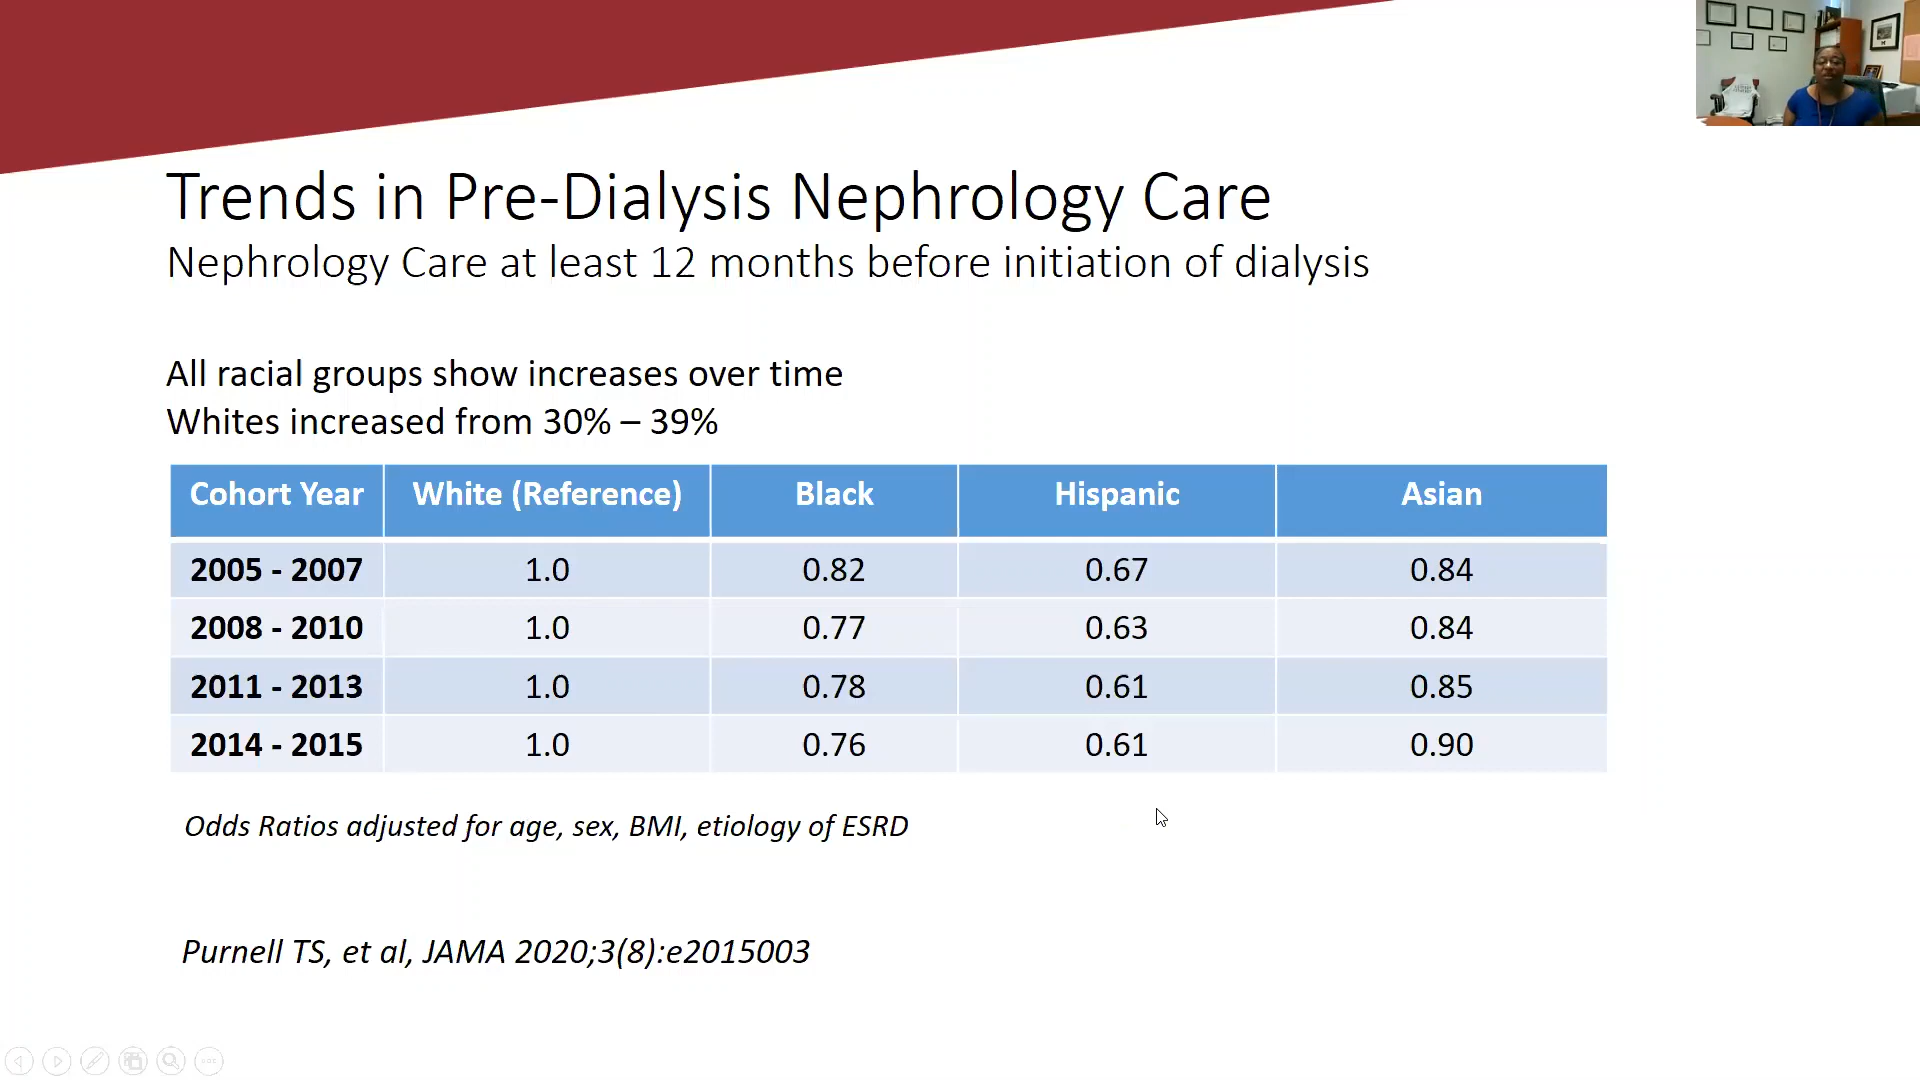 Trends in Pre-Dialysis Nephrology Care
Nephrology Care at least 12 months before initiation of dialysis
All racial groups show increases over time
Whites increased from 30% – 39%
Cohort Year White (Reference) Black Hispanic Asian
2005 - 2007 1.0 0.82 0.67 0.84
2008 - 2010 1.0 0.77 0.63 0.84
2011 - 2013 1.0 0.78 0.61 0.85
2014 - 2015 1.0 0.76 0.61 0.90
Odds Ratios adjusted for age, sex, BMI, etiology of ESRD
Purnell TS, et al, JAMA 2020;3(8):e2015003